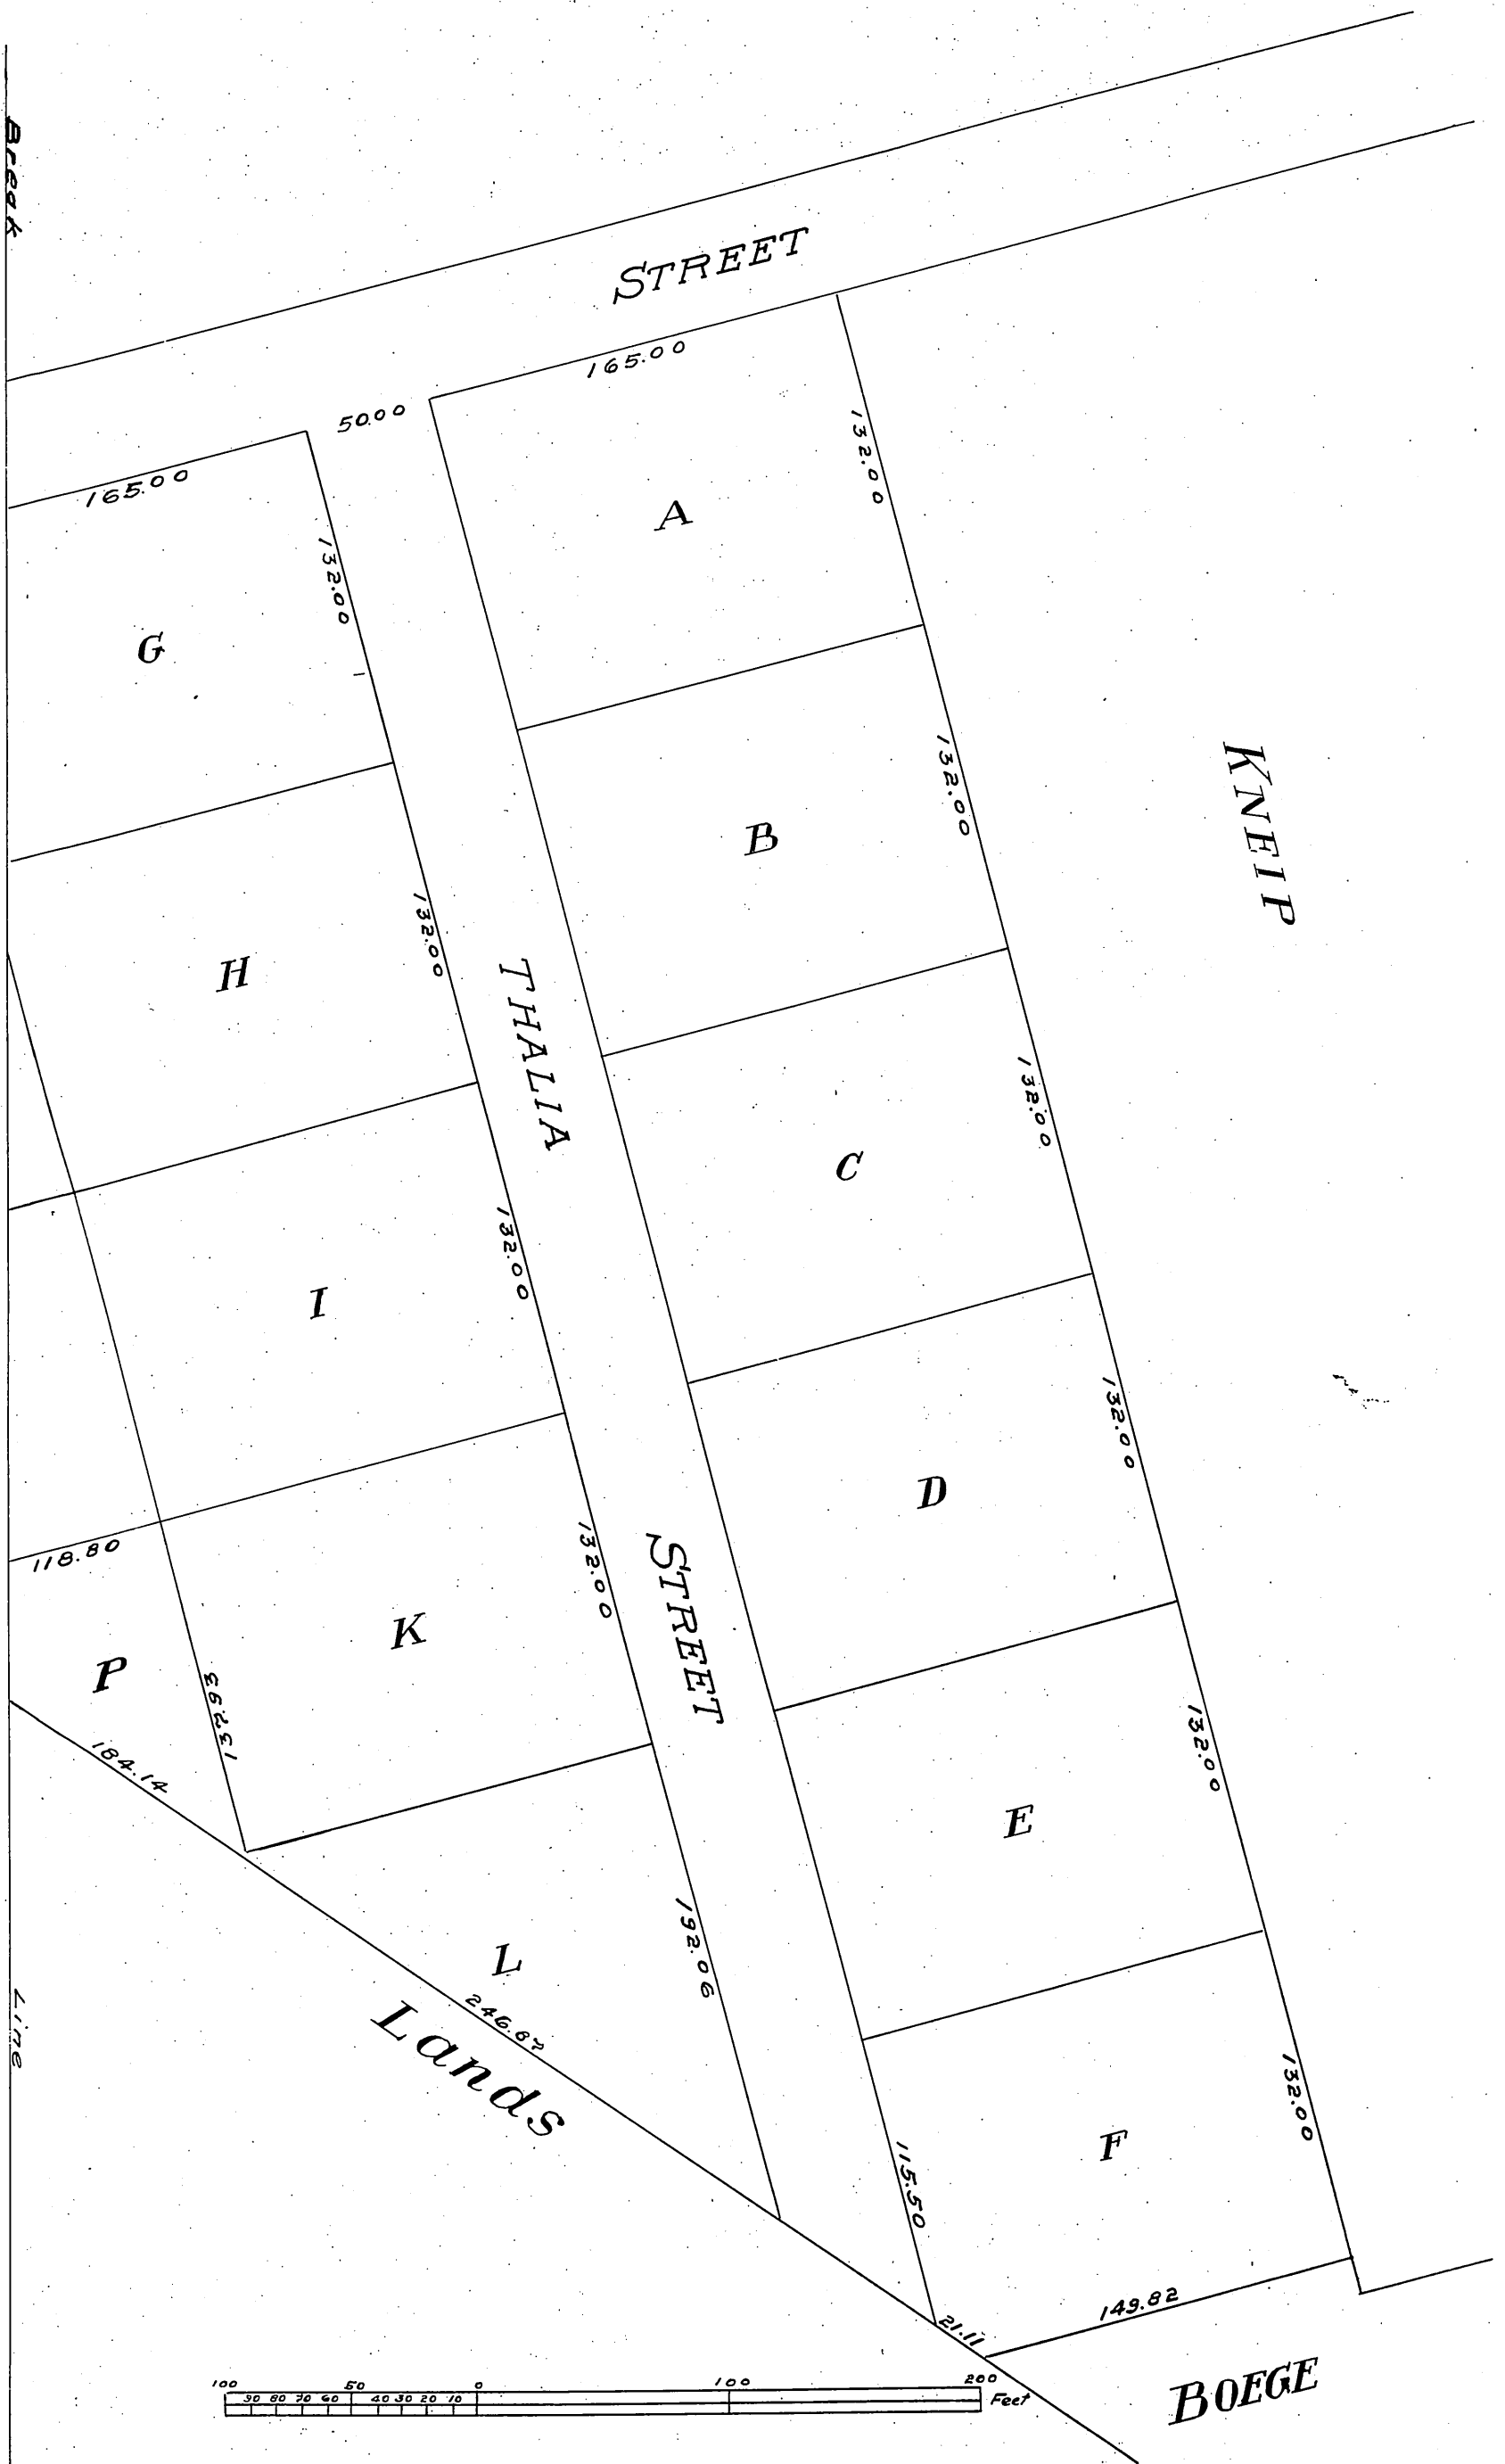 Break
STREET
165.00
50.00
165.00
132.00
A
132.00
G
KNEIP
132.00
B
132.00
H
THALIA
132.00
C
132.00
I
132.00
D
132.00
STREET
118.80
K
P
132.93
184.14
132.00
E
192.06
L
246.87
Lands
Line
132.00
F
115.50
149.82
21.11
BOEGE
100 90 80 70 60 50 40 30 20 10 0 100 200 Feet